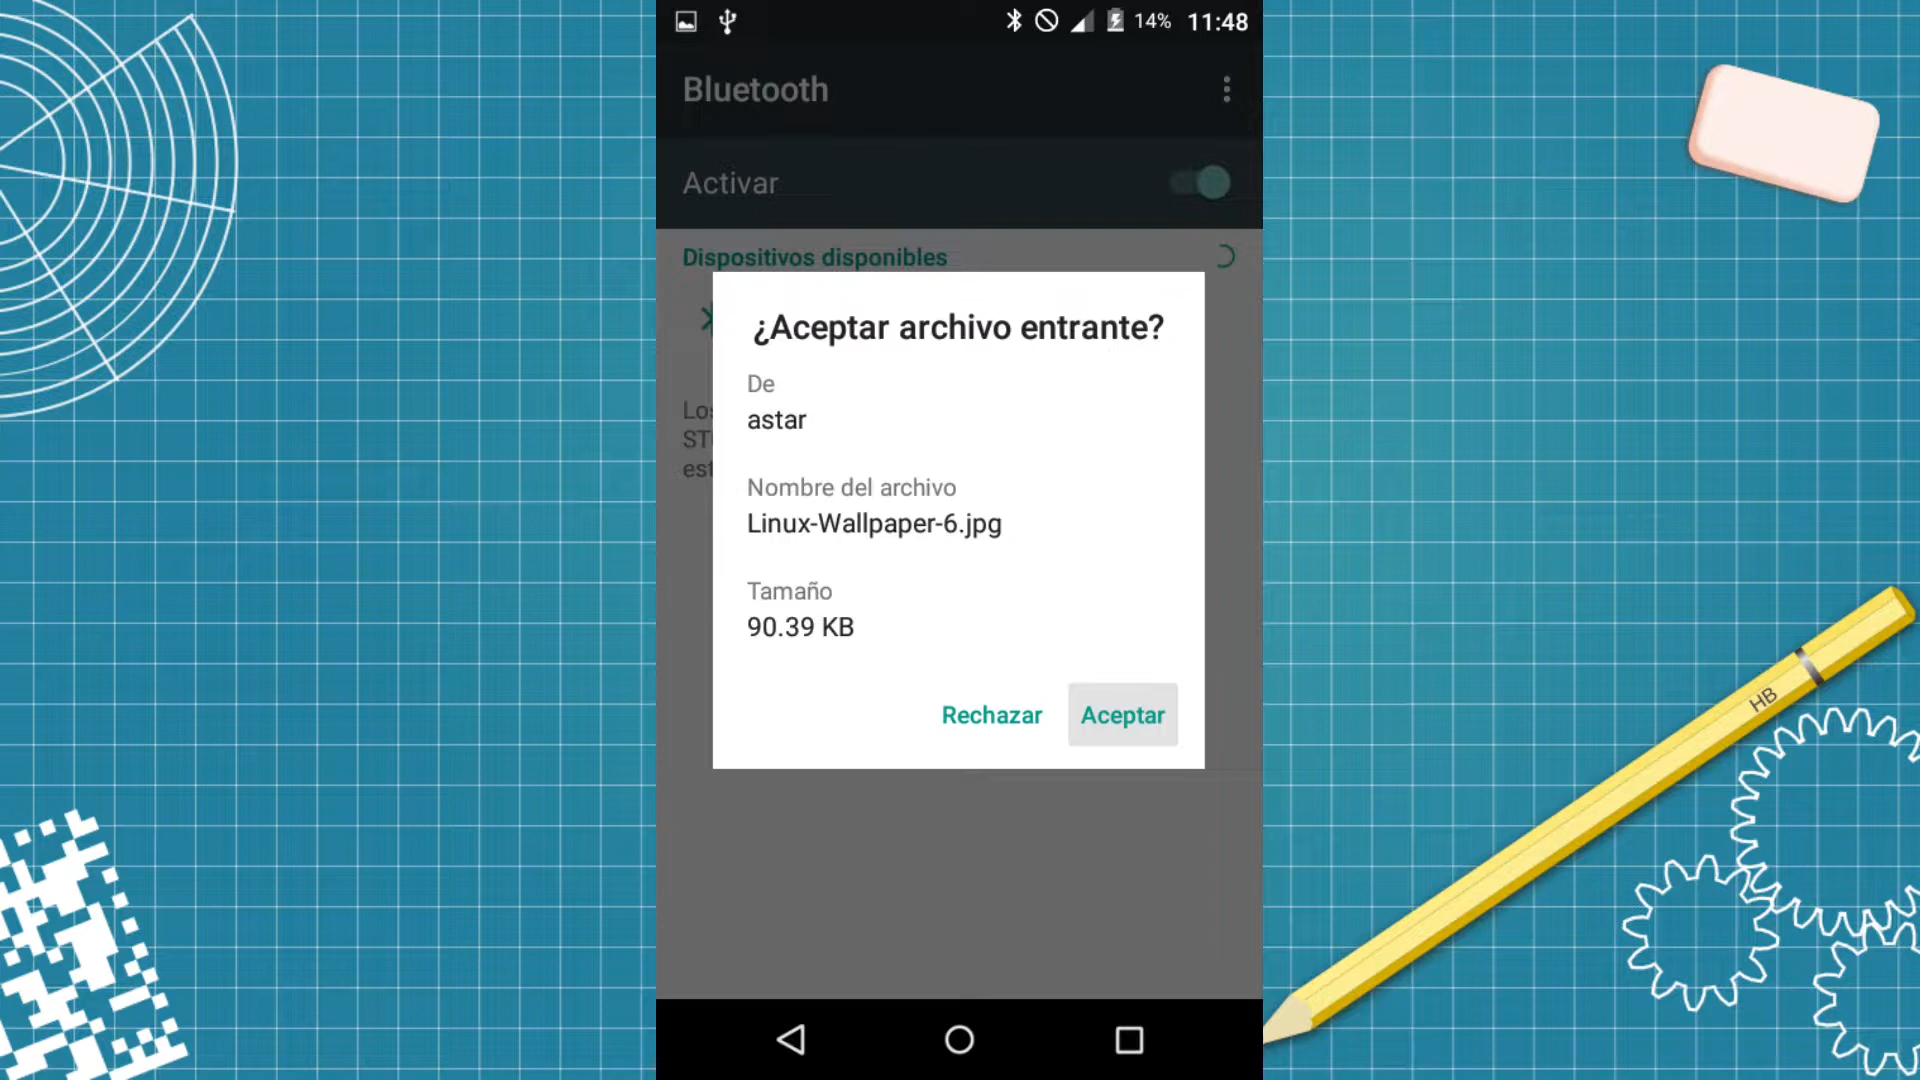 14% 11:48
Bluetooth
Activar
Dispositivos disponibles
¿Aceptar archivo entrante?
De
astar
Nombre del archivo
Linux-Wallpaper-6.jpg
Tamaño
90.39 KB
Rechazar Aceptar
HB